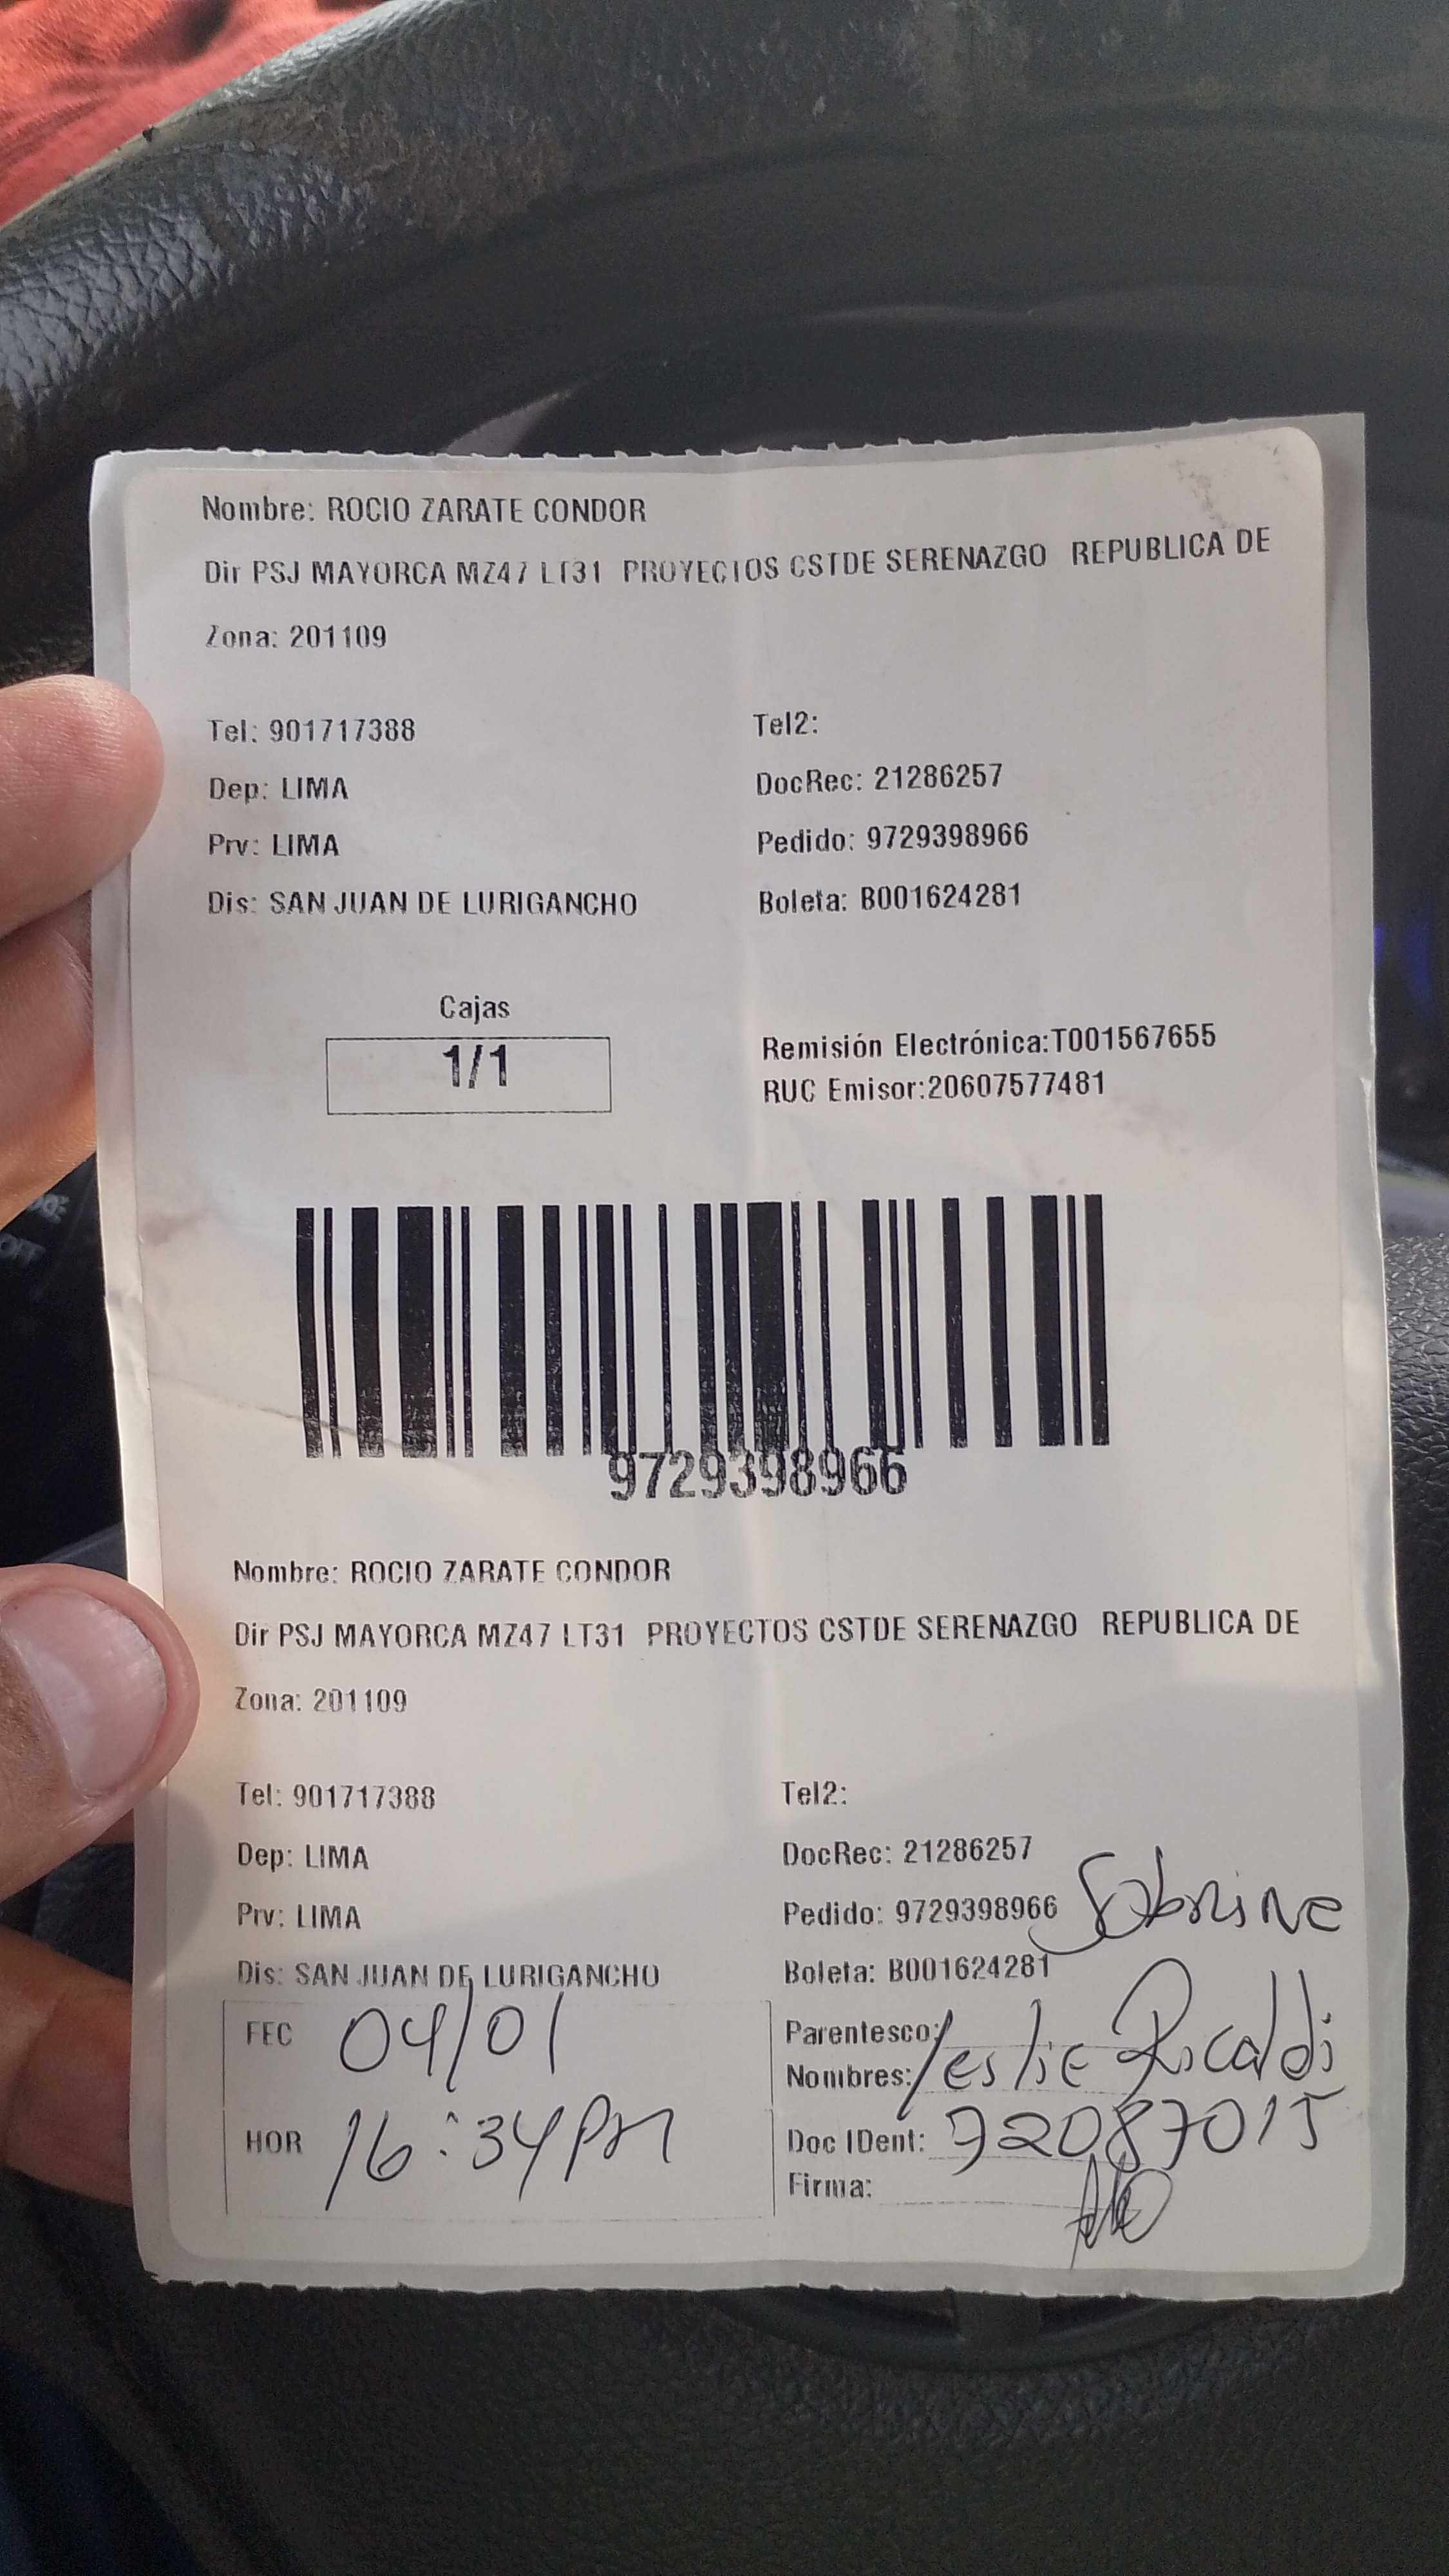 Nombre: ROCIO ZARATE CONDOR
Dir PSJ MAYORCA MZ47 LT31 PROYECTOS CSTDE SERENAZGO REPUBLICA DE
Zona: 201109
Tel: 901717388 Tel2:
Dep: LIMA DocRec: 21286257
Prv: LIMA Pedido: 9729398966
Dis: SAN JUAN DE LURIGANCHO Boleta: B001624281
Cajas
1/1
Remisión Electrónica:T001567655
RUC Emisor:20607577481
9729398966
Nombre: ROCIO ZARATE CONDOR
Dir PSJ MAYORCA MZ47 LT31 PROYECTOS CSTDE SERENAZGO REPUBLICA DE
Zona: 201109
Tel: 901717388 Tel2:
Dep: LIMA DocRec: 21286257
Prv: LIMA Pedido: 9729398966
Dis: SAN JUAN DE LURIGANCHO Boleta: B001624281
FEC 04/01 Parentesco:
Nombres: Leslie Ricaldi
HOR 16:34 PM Doc IDent: 92087015
Firma: